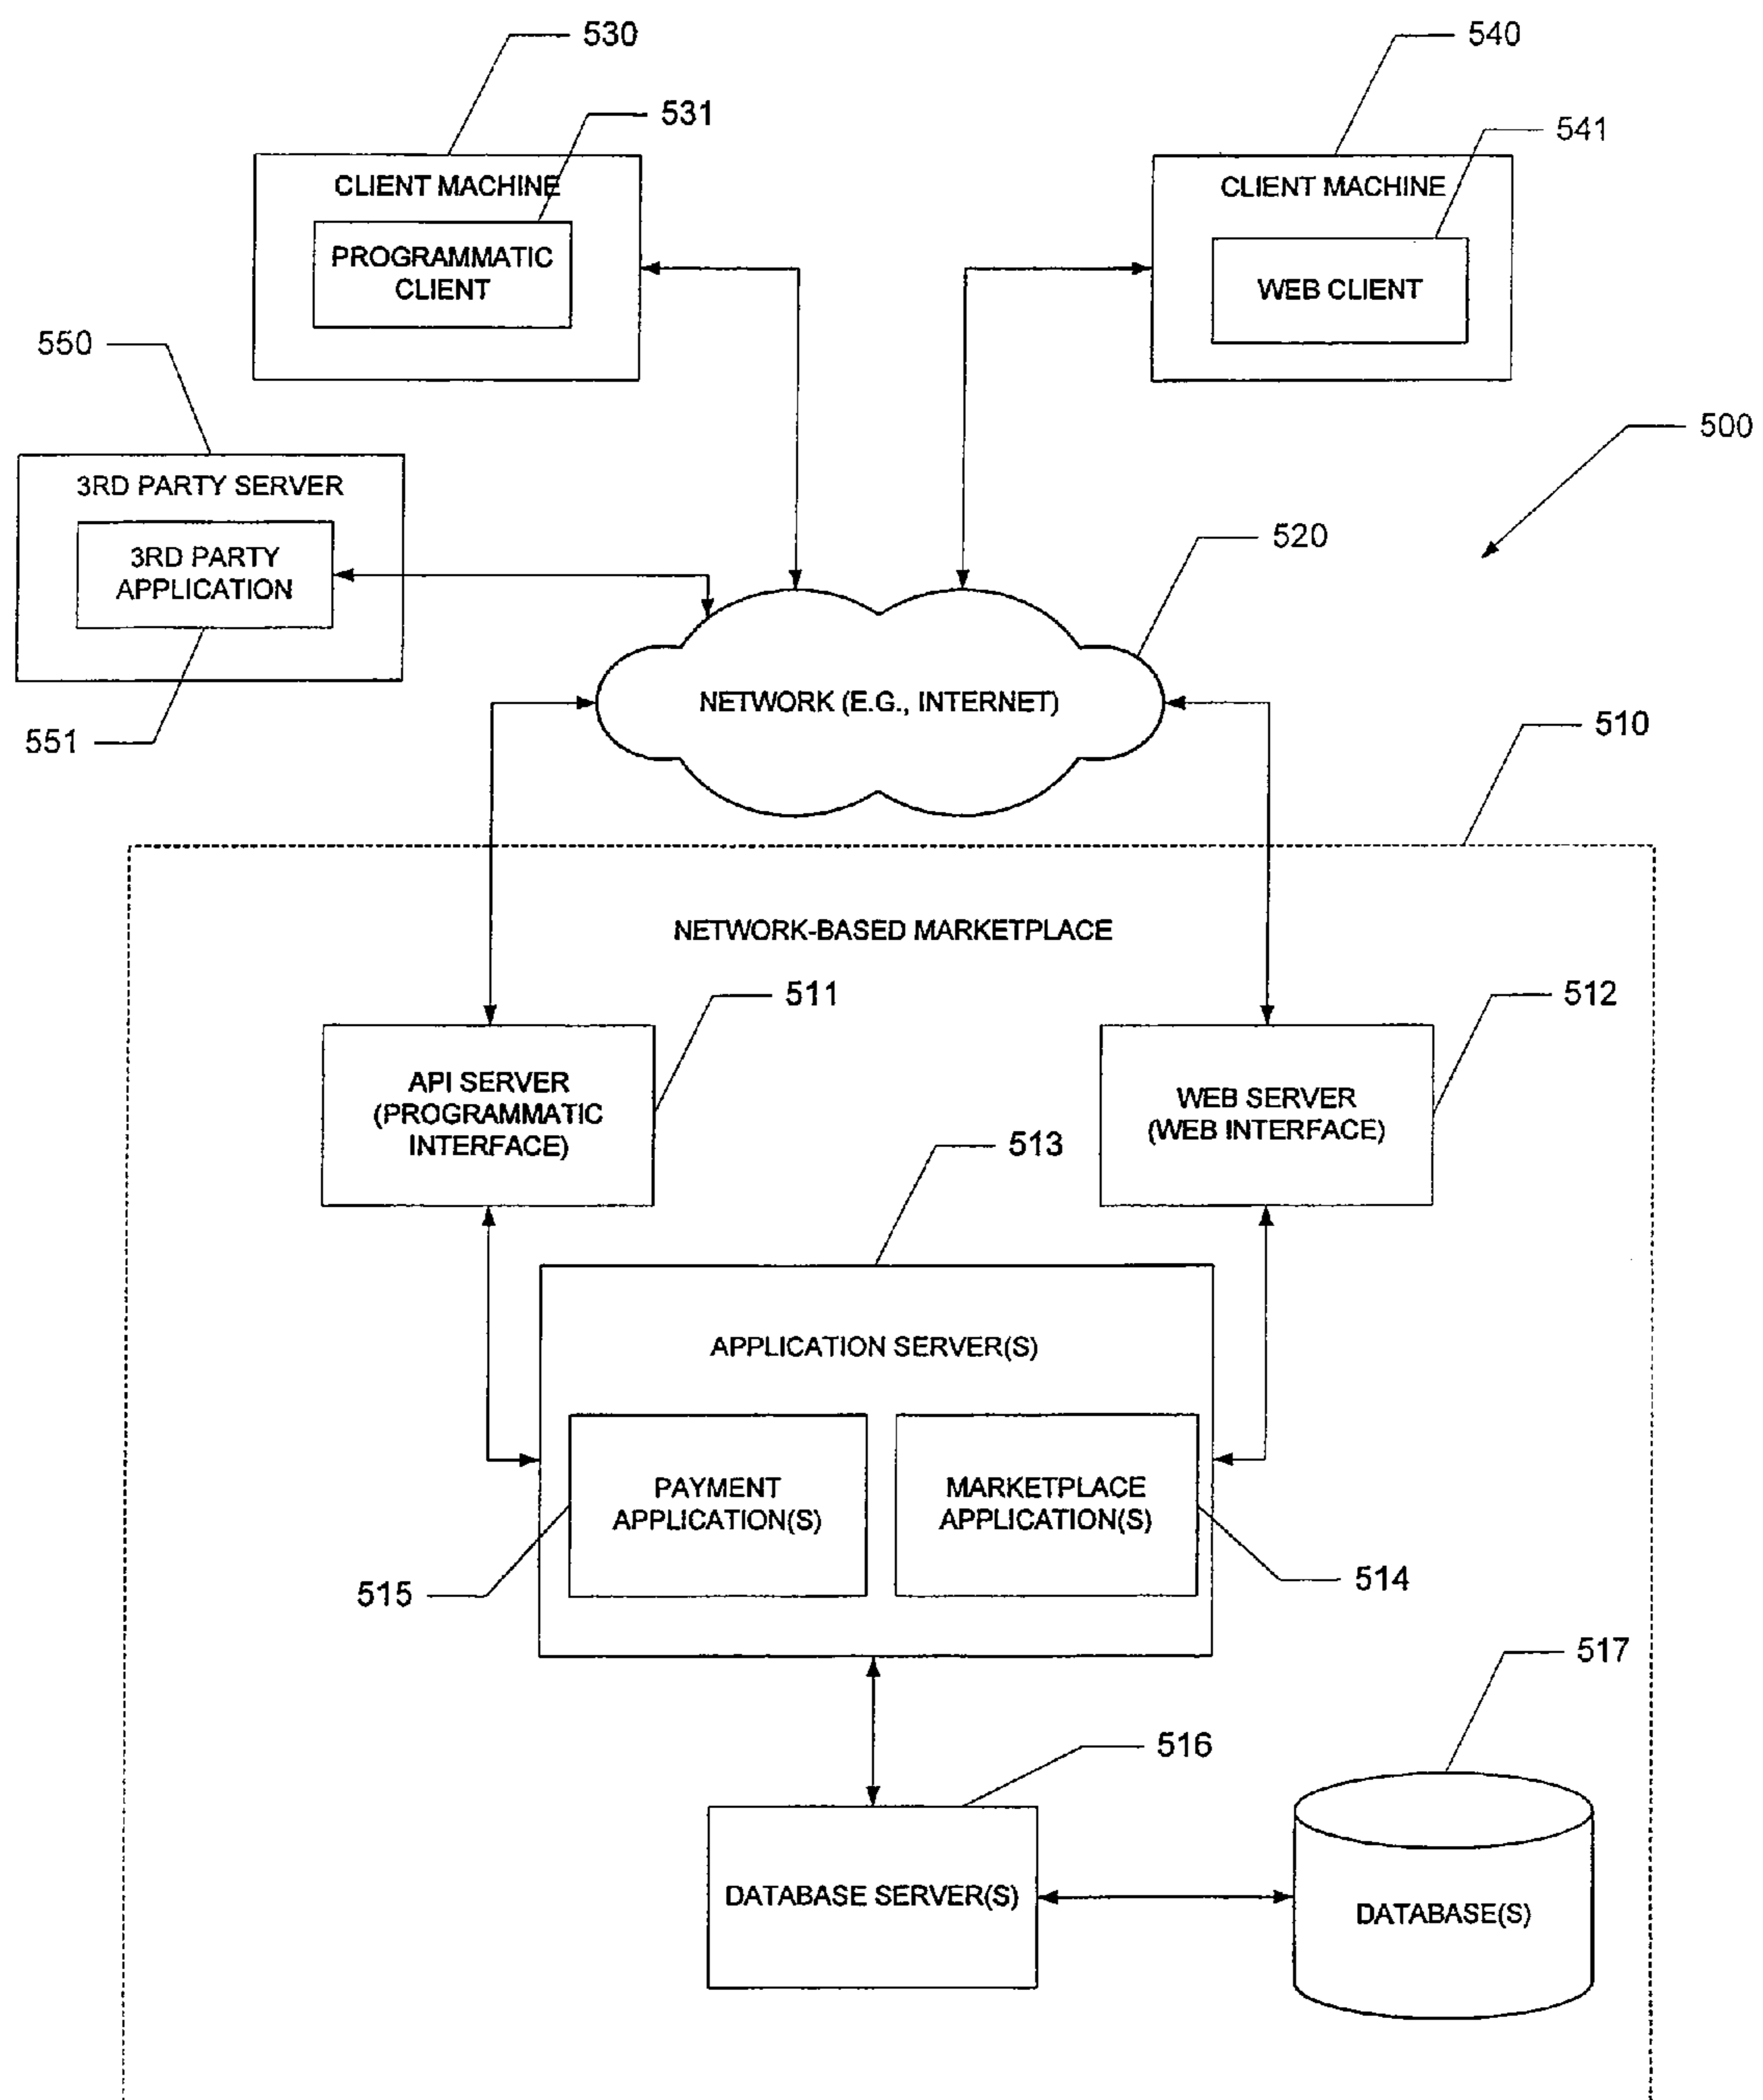 530
540
531
541
CLIENT MACHINE
CLIENT MACHINE
PROGRAMMATIC
CLIENT
WEB CLIENT
550
500
3RD PARTY SERVER
520
3RD PARTY
APPLICATION
NETWORK (E.G., INTERNET)
551
510
NETWORK-BASED MARKETPLACE
511
512
API SERVER
(PROGRAMMATIC
INTERFACE)
WEB SERVER
(WEB INTERFACE)
513
APPLICATION SERVER(S)
PAYMENT
APPLICATION(S)
MARKETPLACE
APPLICATION(S)
515
514
517
516
DATABASE SERVER(S)
DATABASE(S)